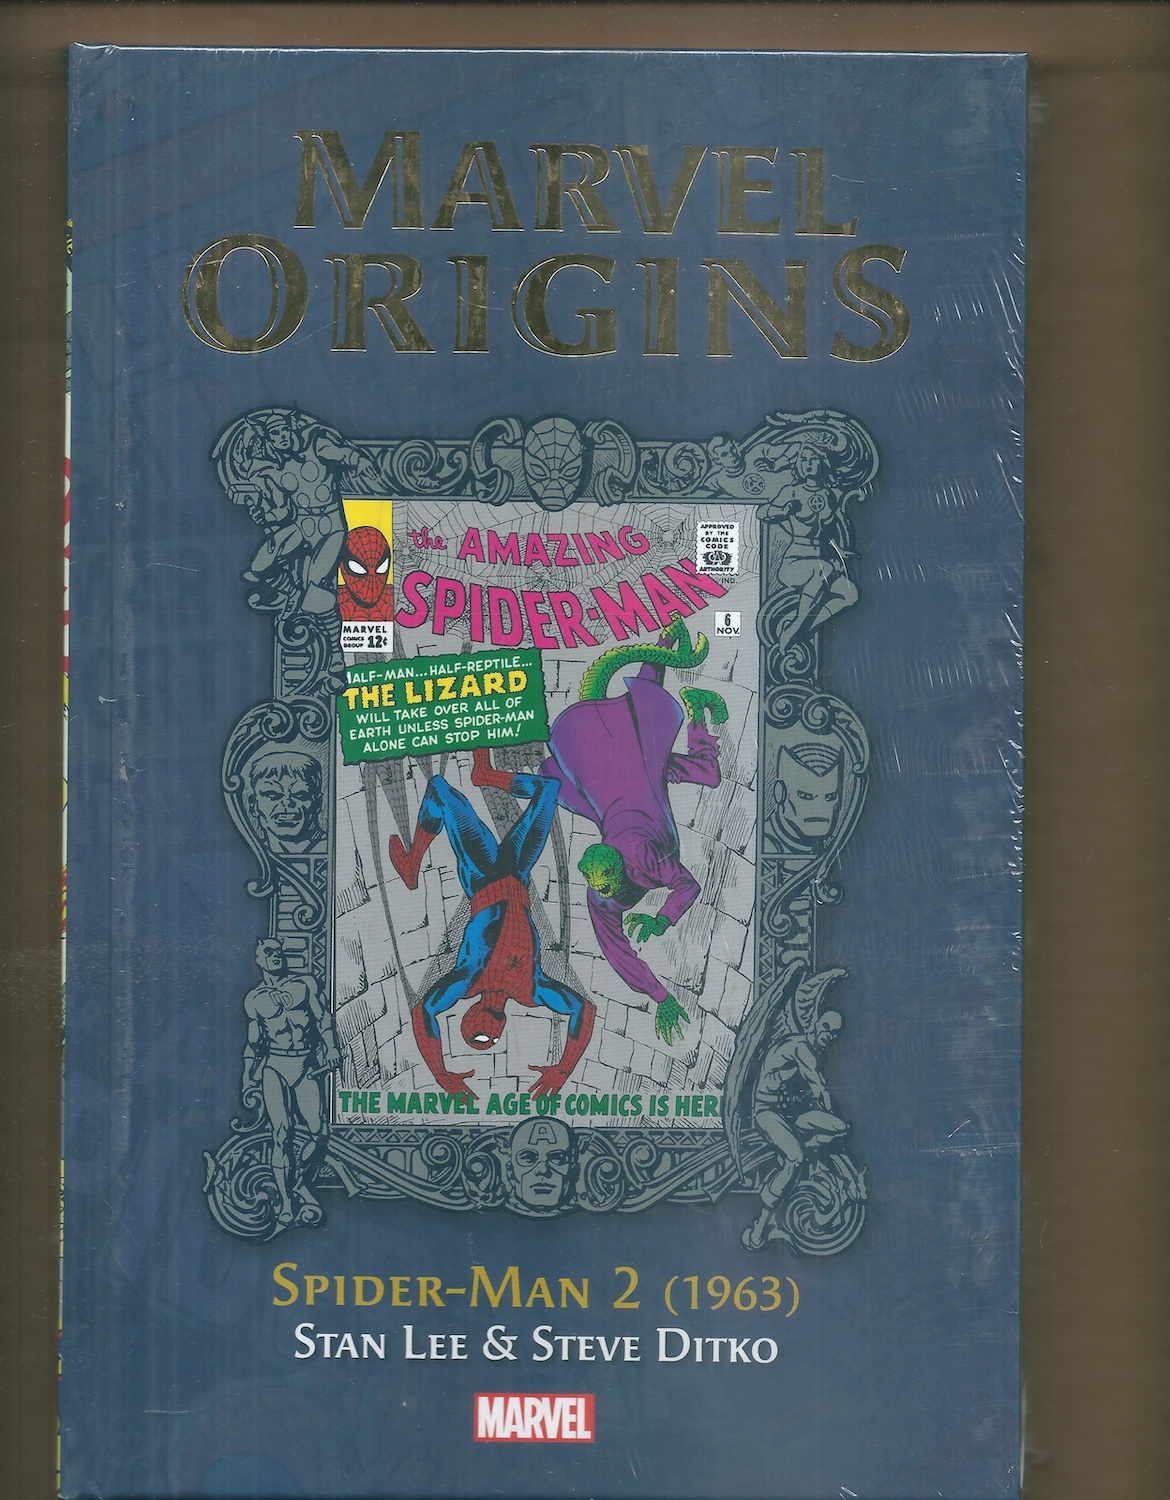 MARVEL
ORIGINS
the AMAZING
SPIDER-MAN
APPROVED
BY THE
COMICS
CODE
CA
AUTHORITY
IND.
MARVEL
COMICS
GROUP 12¢
6
NOV.
HALF-MAN...HALF-REPTILE...
THE LIZARD
WILL TAKE OVER ALL OF
EARTH UNLESS SPIDER-MAN
ALONE CAN STOP HIM!
THE MARVEL AGE OF COMICS IS HER
A
SPIDER-MAN 2 (1963)
STAN LEE & STEVE DITKO
MARVEL